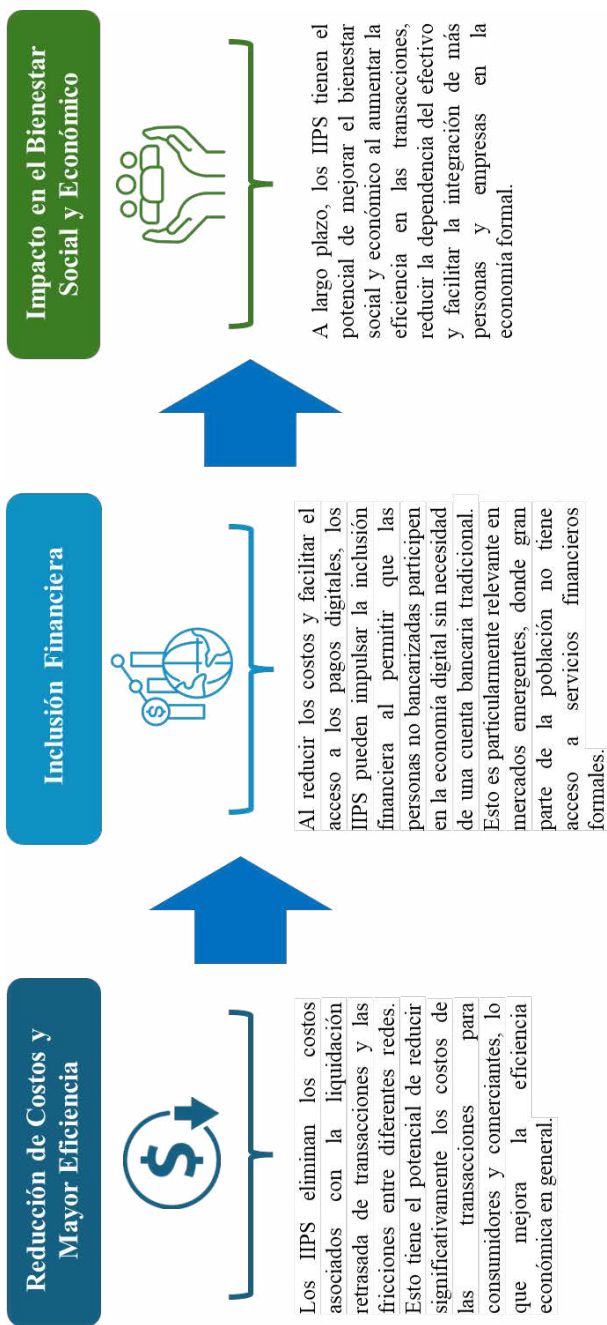 Reducción de Costos y
Mayor Eficiencia
$
Los IIPS eliminan los costos
asociados con la liquidación
retrasada de transacciones y las
fricciones entre diferentes redes.
Esto tiene el potencial de reducir
significativamente los costos de
las transacciones para
consumidores y comerciantes, lo
que mejora la eficiencia
económica en general.
Inclusión Financiera
$
Al reducir los costos y facilitar el
acceso a los pagos digitales, los
IIPS pueden impulsar la inclusión
financiera al permitir que las
personas no bancarizadas participen
en la economía digital sin necesidad
de una cuenta bancaria tradicional.
Esto es particularmente relevante en
mercados emergentes, donde gran
parte de la población no tiene
acceso a servicios financieros
formales.
Impacto en el Bienestar
Social y Económico
A largo plazo, los IIPS tienen el
potencial de mejorar el bienestar
social y económico al aumentar la
eficiencia en las transacciones,
reducir la dependencia del efectivo
y facilitar la integración de más
personas y empresas en la
economía formal.